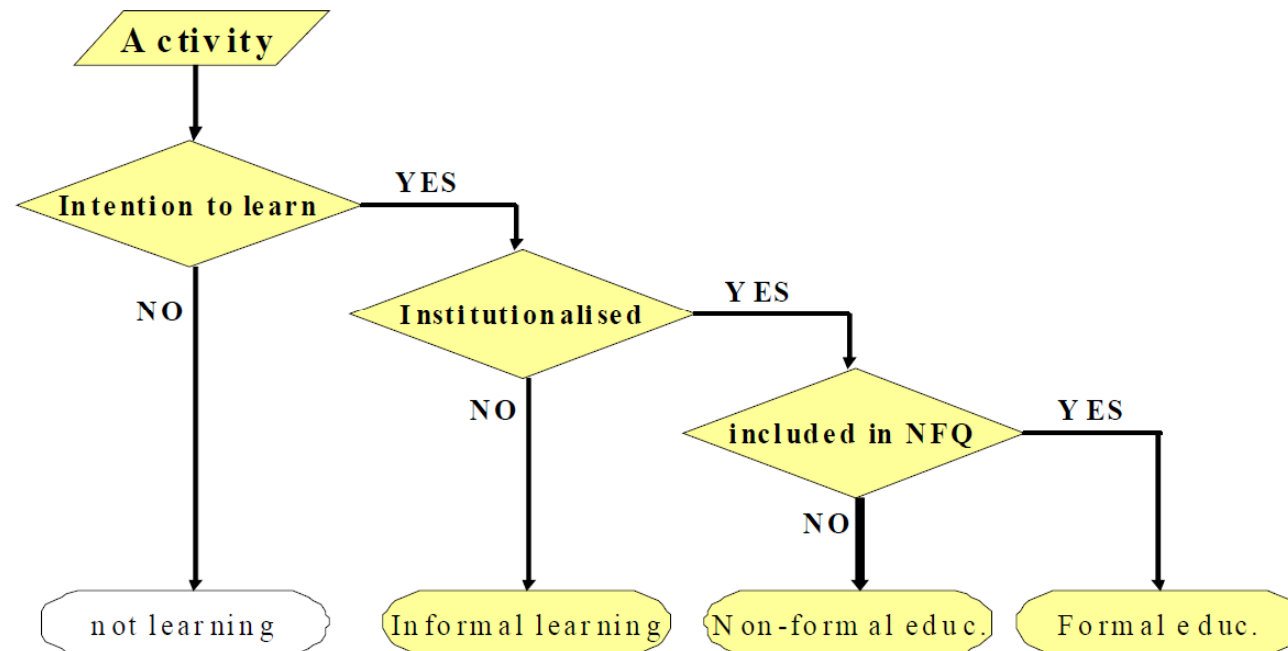 Activity
YES
Intention to learn
NO
YES
Institutionalised
NO
YES
included in NFQ
NO
not learning
Informal learning
Non-formal educ.
Formal educ.